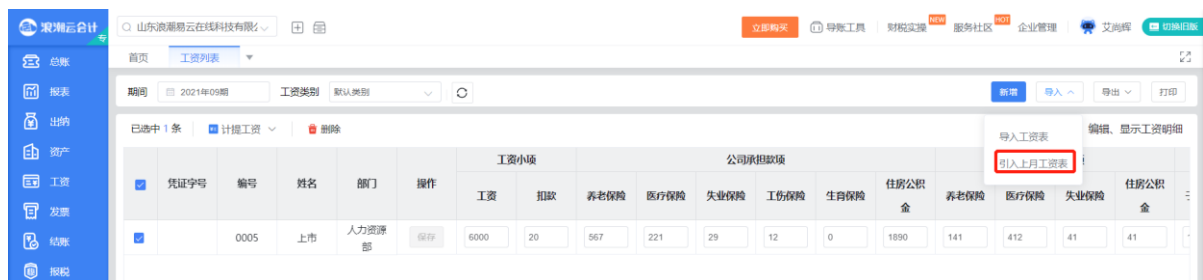 浪潮云会计 专 山东浪潮易云在线科技有限公 立即购买 导账工具 财税实操 NEW 服务社区 HOT 企业管理 艾尚辉 切换旧版
总账 首页 工资列表
报表 期间 2021年09期 工资类别 默认类别 新增 导入 导出 打印
出纳 已选中 1 条 计提工资 删除 导入工资表 编辑、显示工资明细
资产 工资小项 公司承担款项 引入上月工资表
工资 凭证字号 编号 姓名 部门 操作 工资 扣款 养老保险 医疗保险 失业保险 工伤保险 生育保险 住房公积金 养老保险 医疗保险 失业保险 住房公积金
发票
结账 0005 上市 人力资源部 保存 6000 20 567 221 29 12 0 1890 141 412 41 41
报税